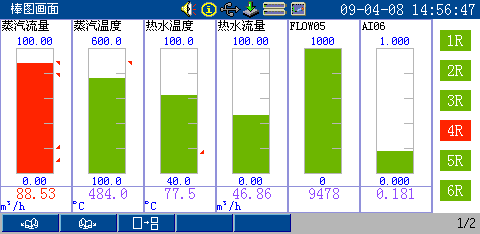 棒图画面 09-04-08 14:56:47
蒸汽流量 蒸汽温度 热水温度 热水流量 FLOW05 AI06
100.00 600.0 100.0 100.00 1000 1.000
1R
2R
3R
4R
5R
6R
0.00 100.0 40.0 0.00 0 0.000
88.53 484.0 77.5 46.86 9478 0.181
m³/h °C °C m³/h
1/2